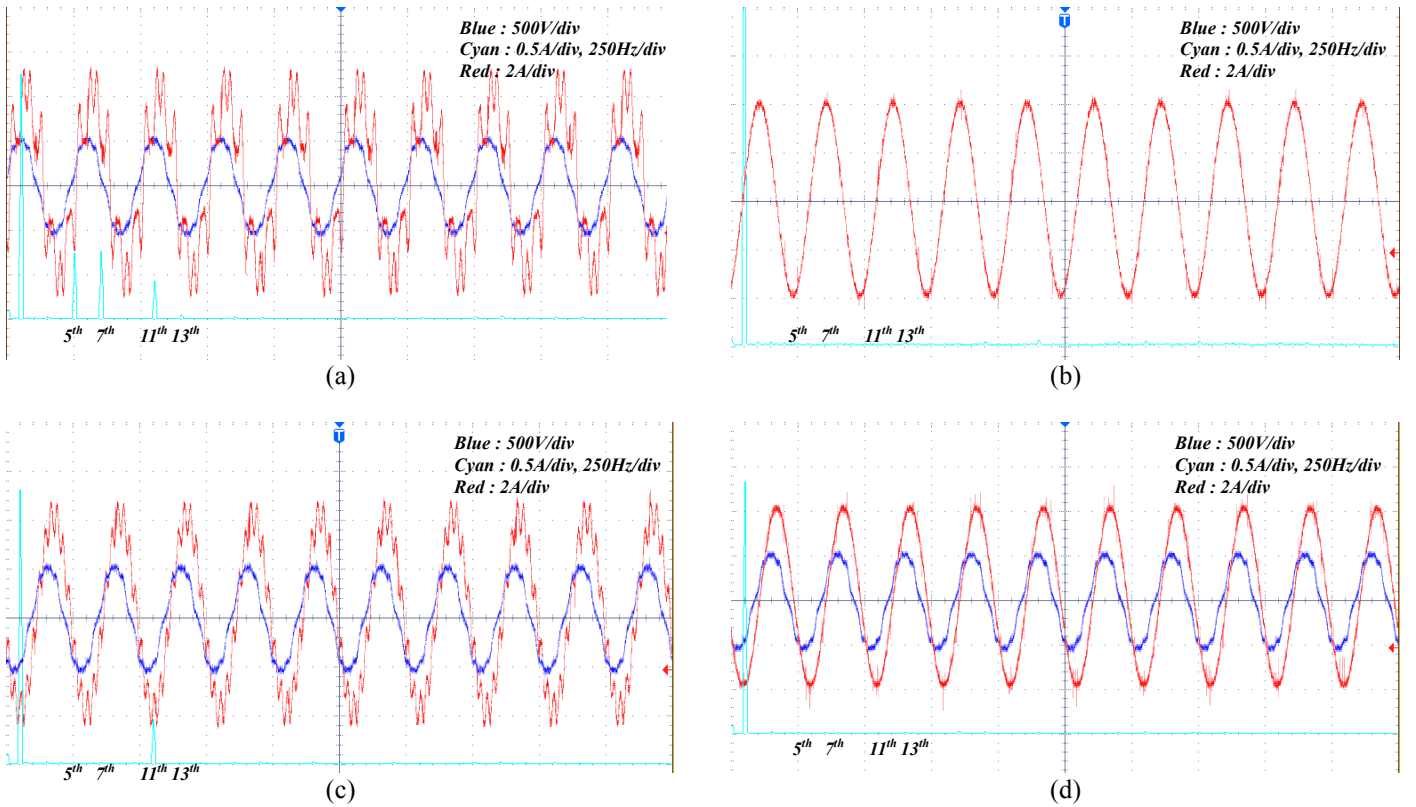 Blue : 500V/div
Cyan : 0.5A/div, 250Hz/div
Red : 2A/div
5th 7th 11th 13th
(a)
T
Blue : 500V/div
Cyan : 0.5A/div, 250Hz/div
Red : 2A/div
5th 7th 11th 13th
(b)
T
Blue : 500V/div
Cyan : 0.5A/div, 250Hz/div
Red : 2A/div
5th 7th 11th 13th
(c)
T
Blue : 500V/div
Cyan : 0.5A/div, 250Hz/div
Red : 2A/div
5th 7th 11th 13th
(d)